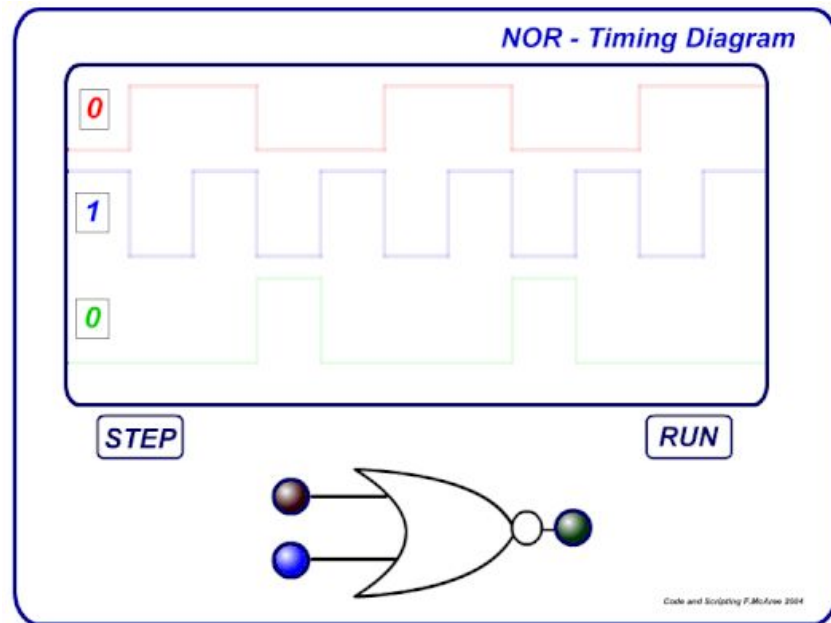 NOR - Timing Diagram
0
1
0
STEP
RUN
Code and Scripting F.McAree 2004